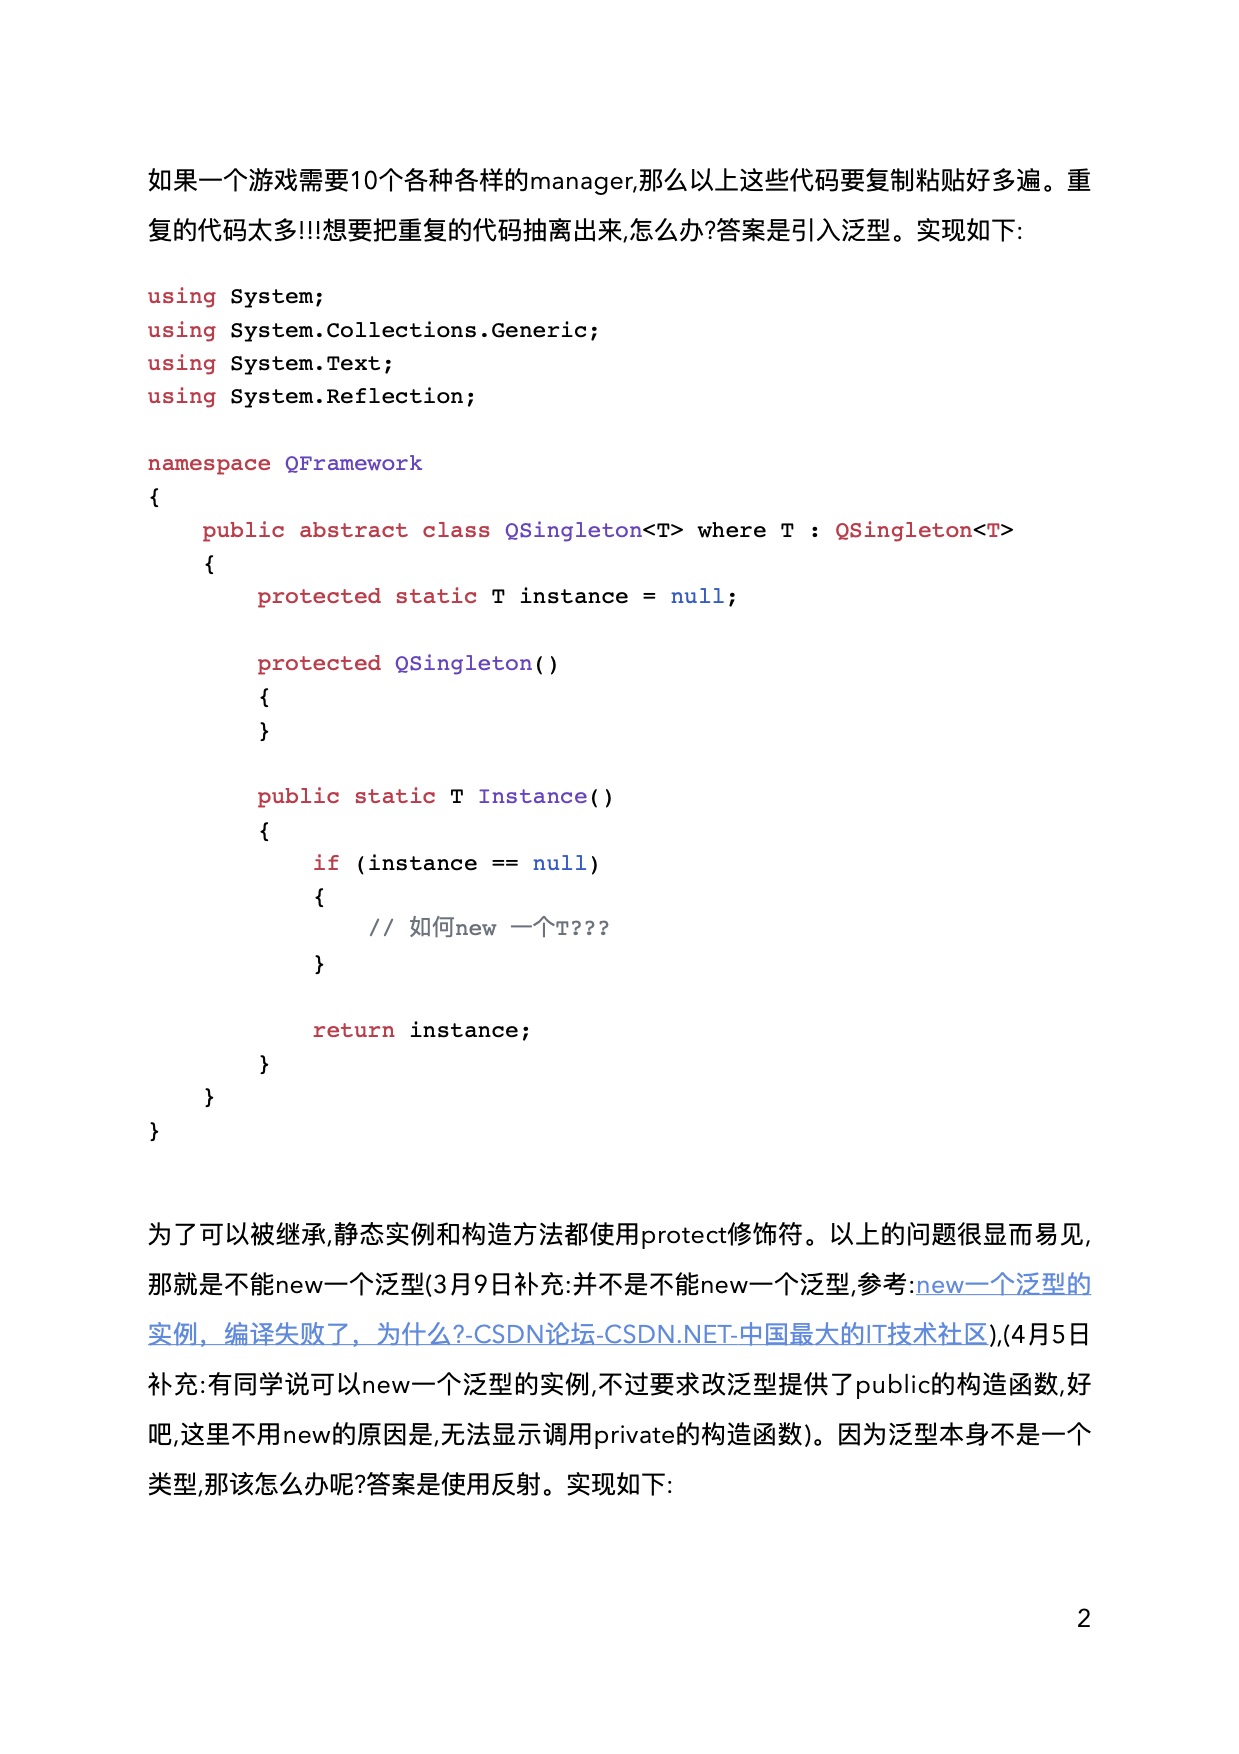 如果一个游戏需要10个各种各样的manager,那么以上这些代码要复制粘贴好多遍。重
复的代码太多!!!想要把重复的代码抽离出来,怎么办?答案是引入泛型。实现如下:
using System;
using System.Collections.Generic;
using System.Text;
using System.Reflection;
namespace QFramework
{
    public abstract class QSingleton<T> where T : QSingleton<T>
    {
        protected static T instance = null;
        protected QSingleton()
        {
        }
        public static T Instance()
        {
            if (instance == null)
            {
                // 如何new 一个T???
            }
            return instance;
        }
    }
}
为了可以被继承,静态实例和构造方法都使用protect修饰符。以上的问题很显而易见,
那就是不能new一个泛型(3月9日补充:并不是不能new一个泛型,参考:new一个泛型的
实例，编译失败了，为什么?-CSDN论坛-CSDN.NET-中国最大的IT技术社区),(4月5日
补充:有同学说可以new一个泛型的实例,不过要求改泛型提供了public的构造函数,好
吧,这里不用new的原因是,无法显示调用private的构造函数)。因为泛型本身不是一个
类型,那该怎么办呢?答案是使用反射。实现如下:
2